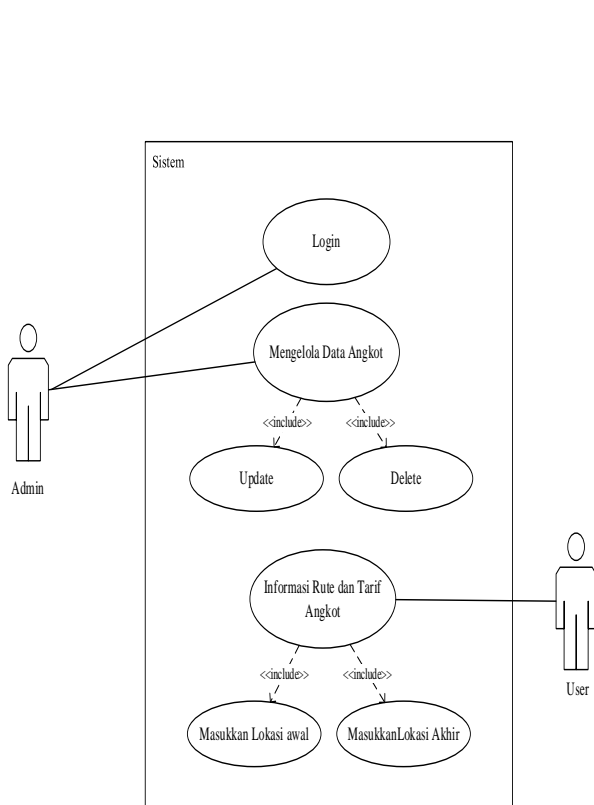 Sistem
Login
Mengelola Data Angkot
<<include>>
<<include>>
Update
Delete
Admin
Informasi Rute dan Tarif
Angkot
<<include>>
<<include>>
User
Masukkan Lokasi awal
MasukkanLokasi Akhir